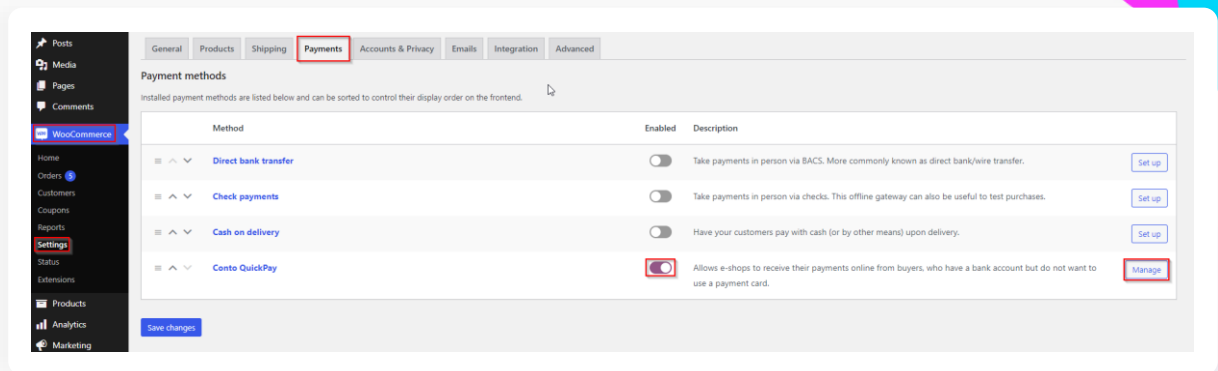 Posts
Media
Pages
Comments
WooCommerce
Home
Orders 5
Customers
Coupons
Reports
Settings
Status
Extensions
Products
Analytics
Marketing
General Products Shipping Payments Accounts & Privacy Emails Integration Advanced
Payment methods
Installed payment methods are listed below and can be sorted to control their display order on the frontend.
Method Enabled Description
Direct bank transfer Take payments in person via BACS. More commonly known as direct bank/wire transfer. Set up
Check payments Take payments in person via checks. This offline gateway can also be useful to test purchases. Set up
Cash on delivery Have your customers pay with cash (or by other means) upon delivery. Set up
Conto QuickPay Allows e-shops to receive their payments online from buyers, who have a bank account but do not want to Manage
use a payment card.
Save changes